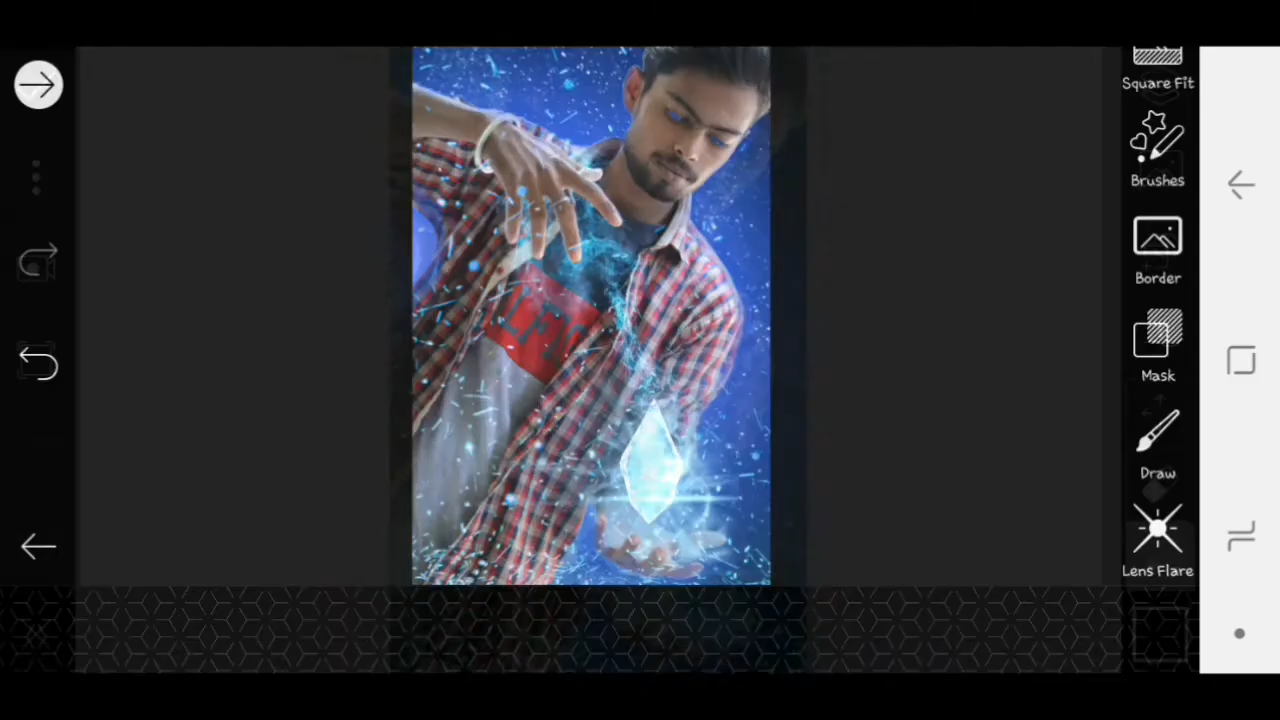 Square Fit
Brushes
Border
Mask
Draw
Lens Flare